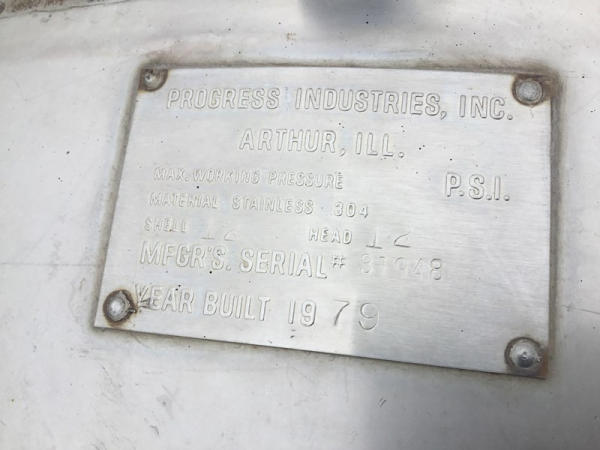 PROGRESS INDUSTRIES, INC.
ARTHUR, ILL.
MAX. WORKING PRESSURE P.S.I.
MATERIAL STAINLESS 304
SHELL 12 HEAD 12
MFGR'S. SERIAL#
YEAR BUILT 1979